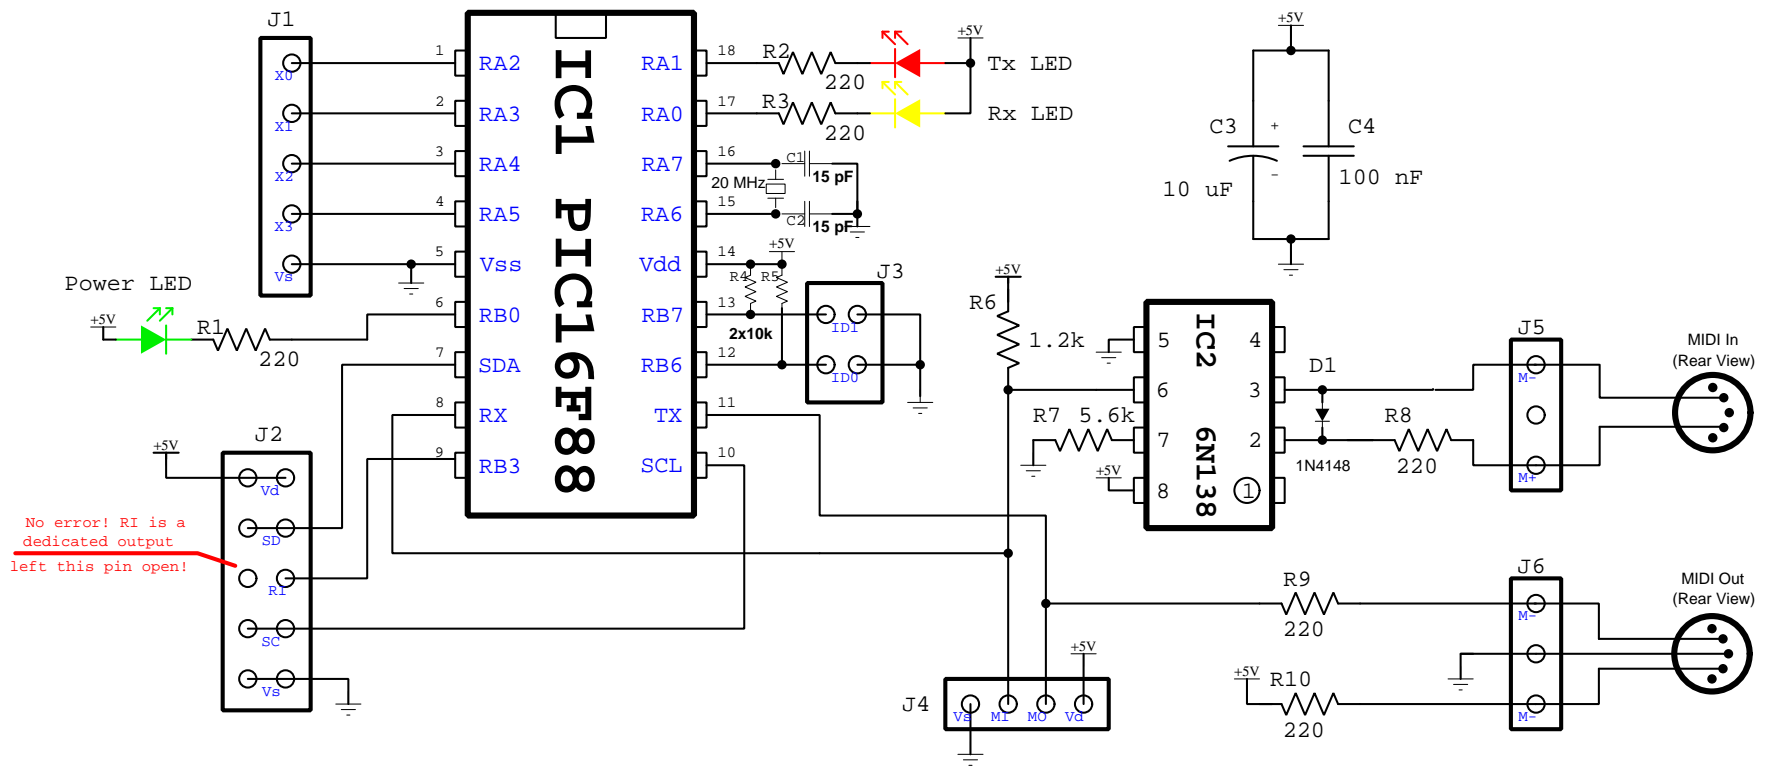 J1
X0
X1
X2
X3
Vs
1
2
3
4
5
6
7
8
9
RA2
RA3
RA4
RA5
Vss
RB0
SDA
RX
RB3
IC1 PIC16F88
RA1
RA0
RA7
RA6
Vdd
RB7
RB6
TX
SCL
18
17
16
15
14
13
12
11
10
R2
220
R3
220
+5V
Tx LED
Rx LED
20 MHz
C1
15 pF
C2
15 pF
+5V
R4
R5
2x10k
J3
ID1
ID0
Power LED
+5V
R1
220
J2
+5V
Vd
SD
RI
SC
Vs
No error! RI is a
dedicated output
left this pin open!
+5V
C3
+
-
10 uF
C4
100 nF
+5V
R6
1.2k
R7
5.6k
+5V
IC2 6N138
5
6
7
8
4
3
2
1
D1
1N4148
R8
220
J5
M-
M+
MIDI In
(Rear View)
J4
Vs
MI
MO
Vd
+5V
R9
220
+5V
R10
220
J6
M-
M-
MIDI Out
(Rear View)